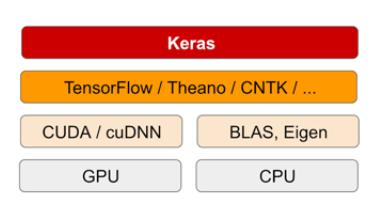 Keras
TensorFlow / Theano / CNTK / ...
CUDA / cuDNN
BLAS, Eigen
GPU
CPU